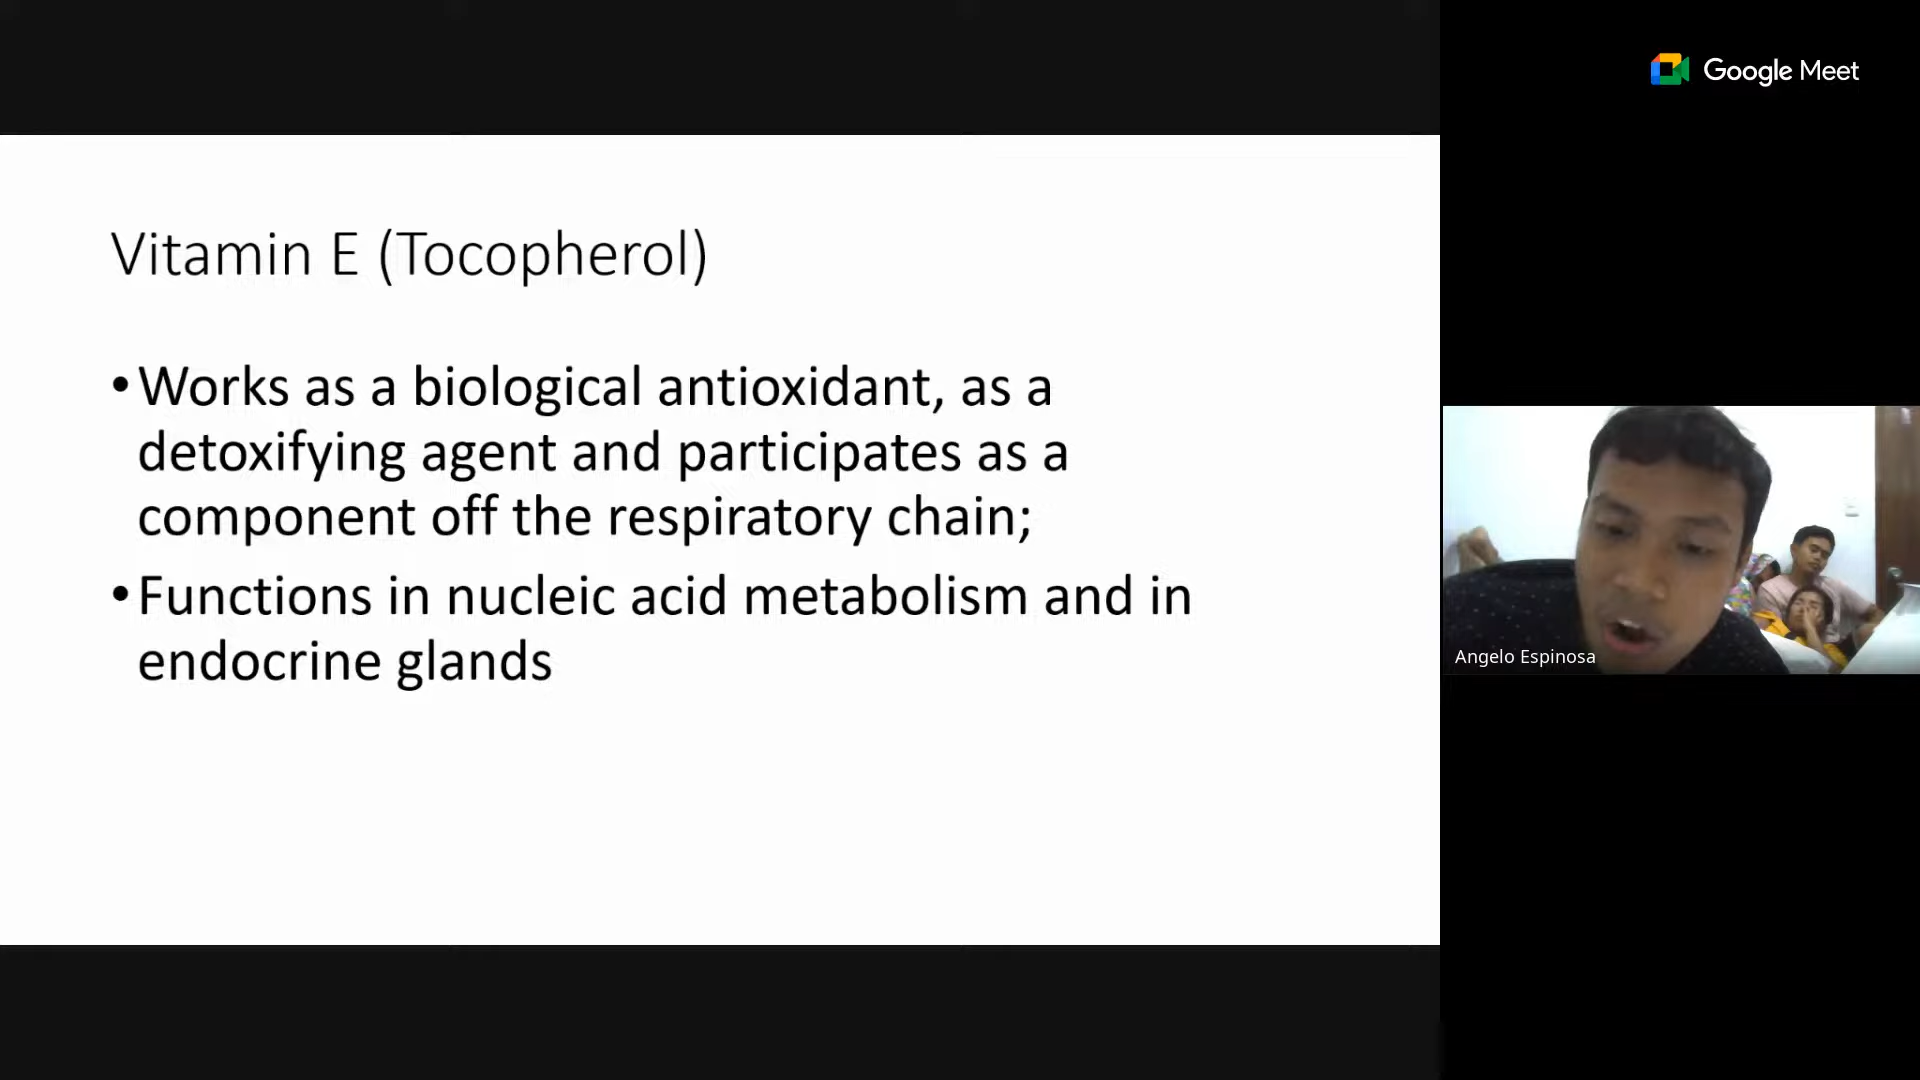 Google Meet
Vitamin E (Tocopherol)
•Works as a biological antioxidant, as a
detoxifying agent and participates as a
component off the respiratory chain;
•Functions in nucleic acid metabolism and in
endocrine glands
Angelo Espinosa